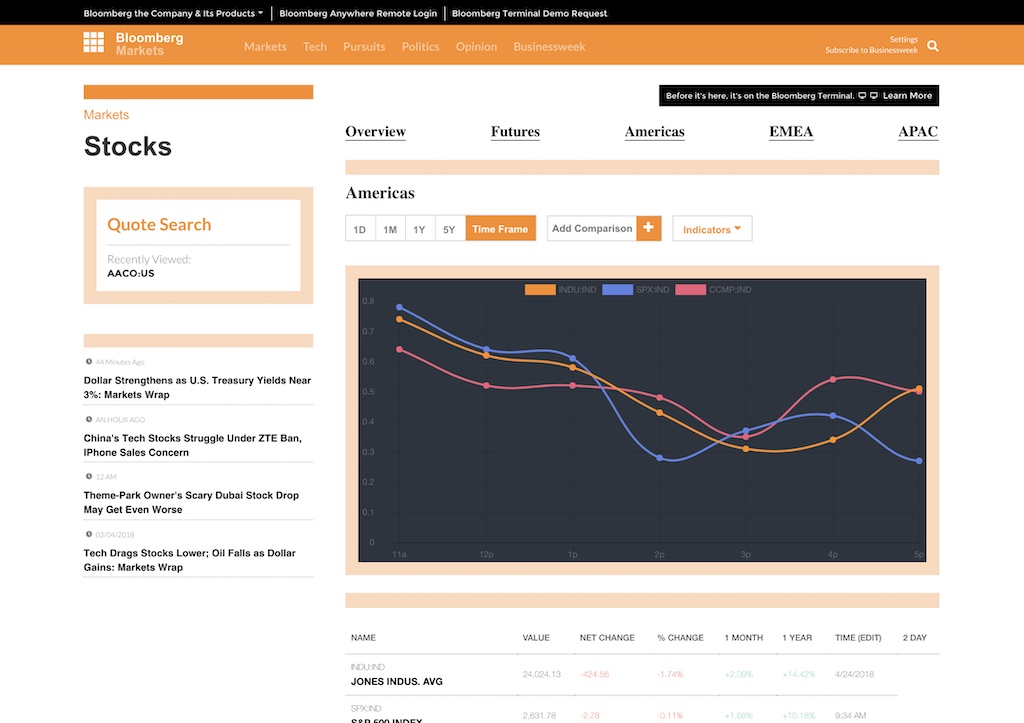 Bloomberg the Company & Its Products
Bloomberg Anywhere Remote Login
Bloomberg Terminal Demo Request
Bloomberg
Markets
Markets Tech Pursuits Politics Opinion Businessweek
Settings
Subscribe to Businessweek
Before it's here, it's on the Bloomberg Terminal. Learn More
Markets
Stocks
Quote Search
Recently Viewed:
AACO:US
44 Minutes Ago
Dollar Strengthens as U.S. Treasury Yields Near
3%: Markets Wrap
AN HOUR AGO
China's Tech Stocks Struggle Under ZTE Ban,
IPhone Sales Concern
12 AM
Theme-Park Owner's Scary Dubai Stock Drop
May Get Even Worse
02/04/2018
Tech Drags Stocks Lower; Oil Falls as Dollar
Gains: Markets Wrap
Overview Futures Americas EMEA APAC
Americas
1D 1M 1Y 5Y Time Frame Add Comparison + Indicators
INDU:IND SPX:IND CCMP:IND
0.8
0.7
0.6
0.5
0.4
0.3
0.2
0.1
0
11a 12p 1p 2p 3p 4p 5p
NAME VALUE NET CHANGE % CHANGE 1 MONTH 1 YEAR TIME (EDIT) 2 DAY
INDU:IND
JONES INDUS. AVG 24,024.13 -424.56 -1.74% +2.09% +14.42% 4/24/2018
SPX:IND
S&P 500 INDEX 2,631.78 -2.78 -0.11% +1.68% +10.18% 9:34 AM